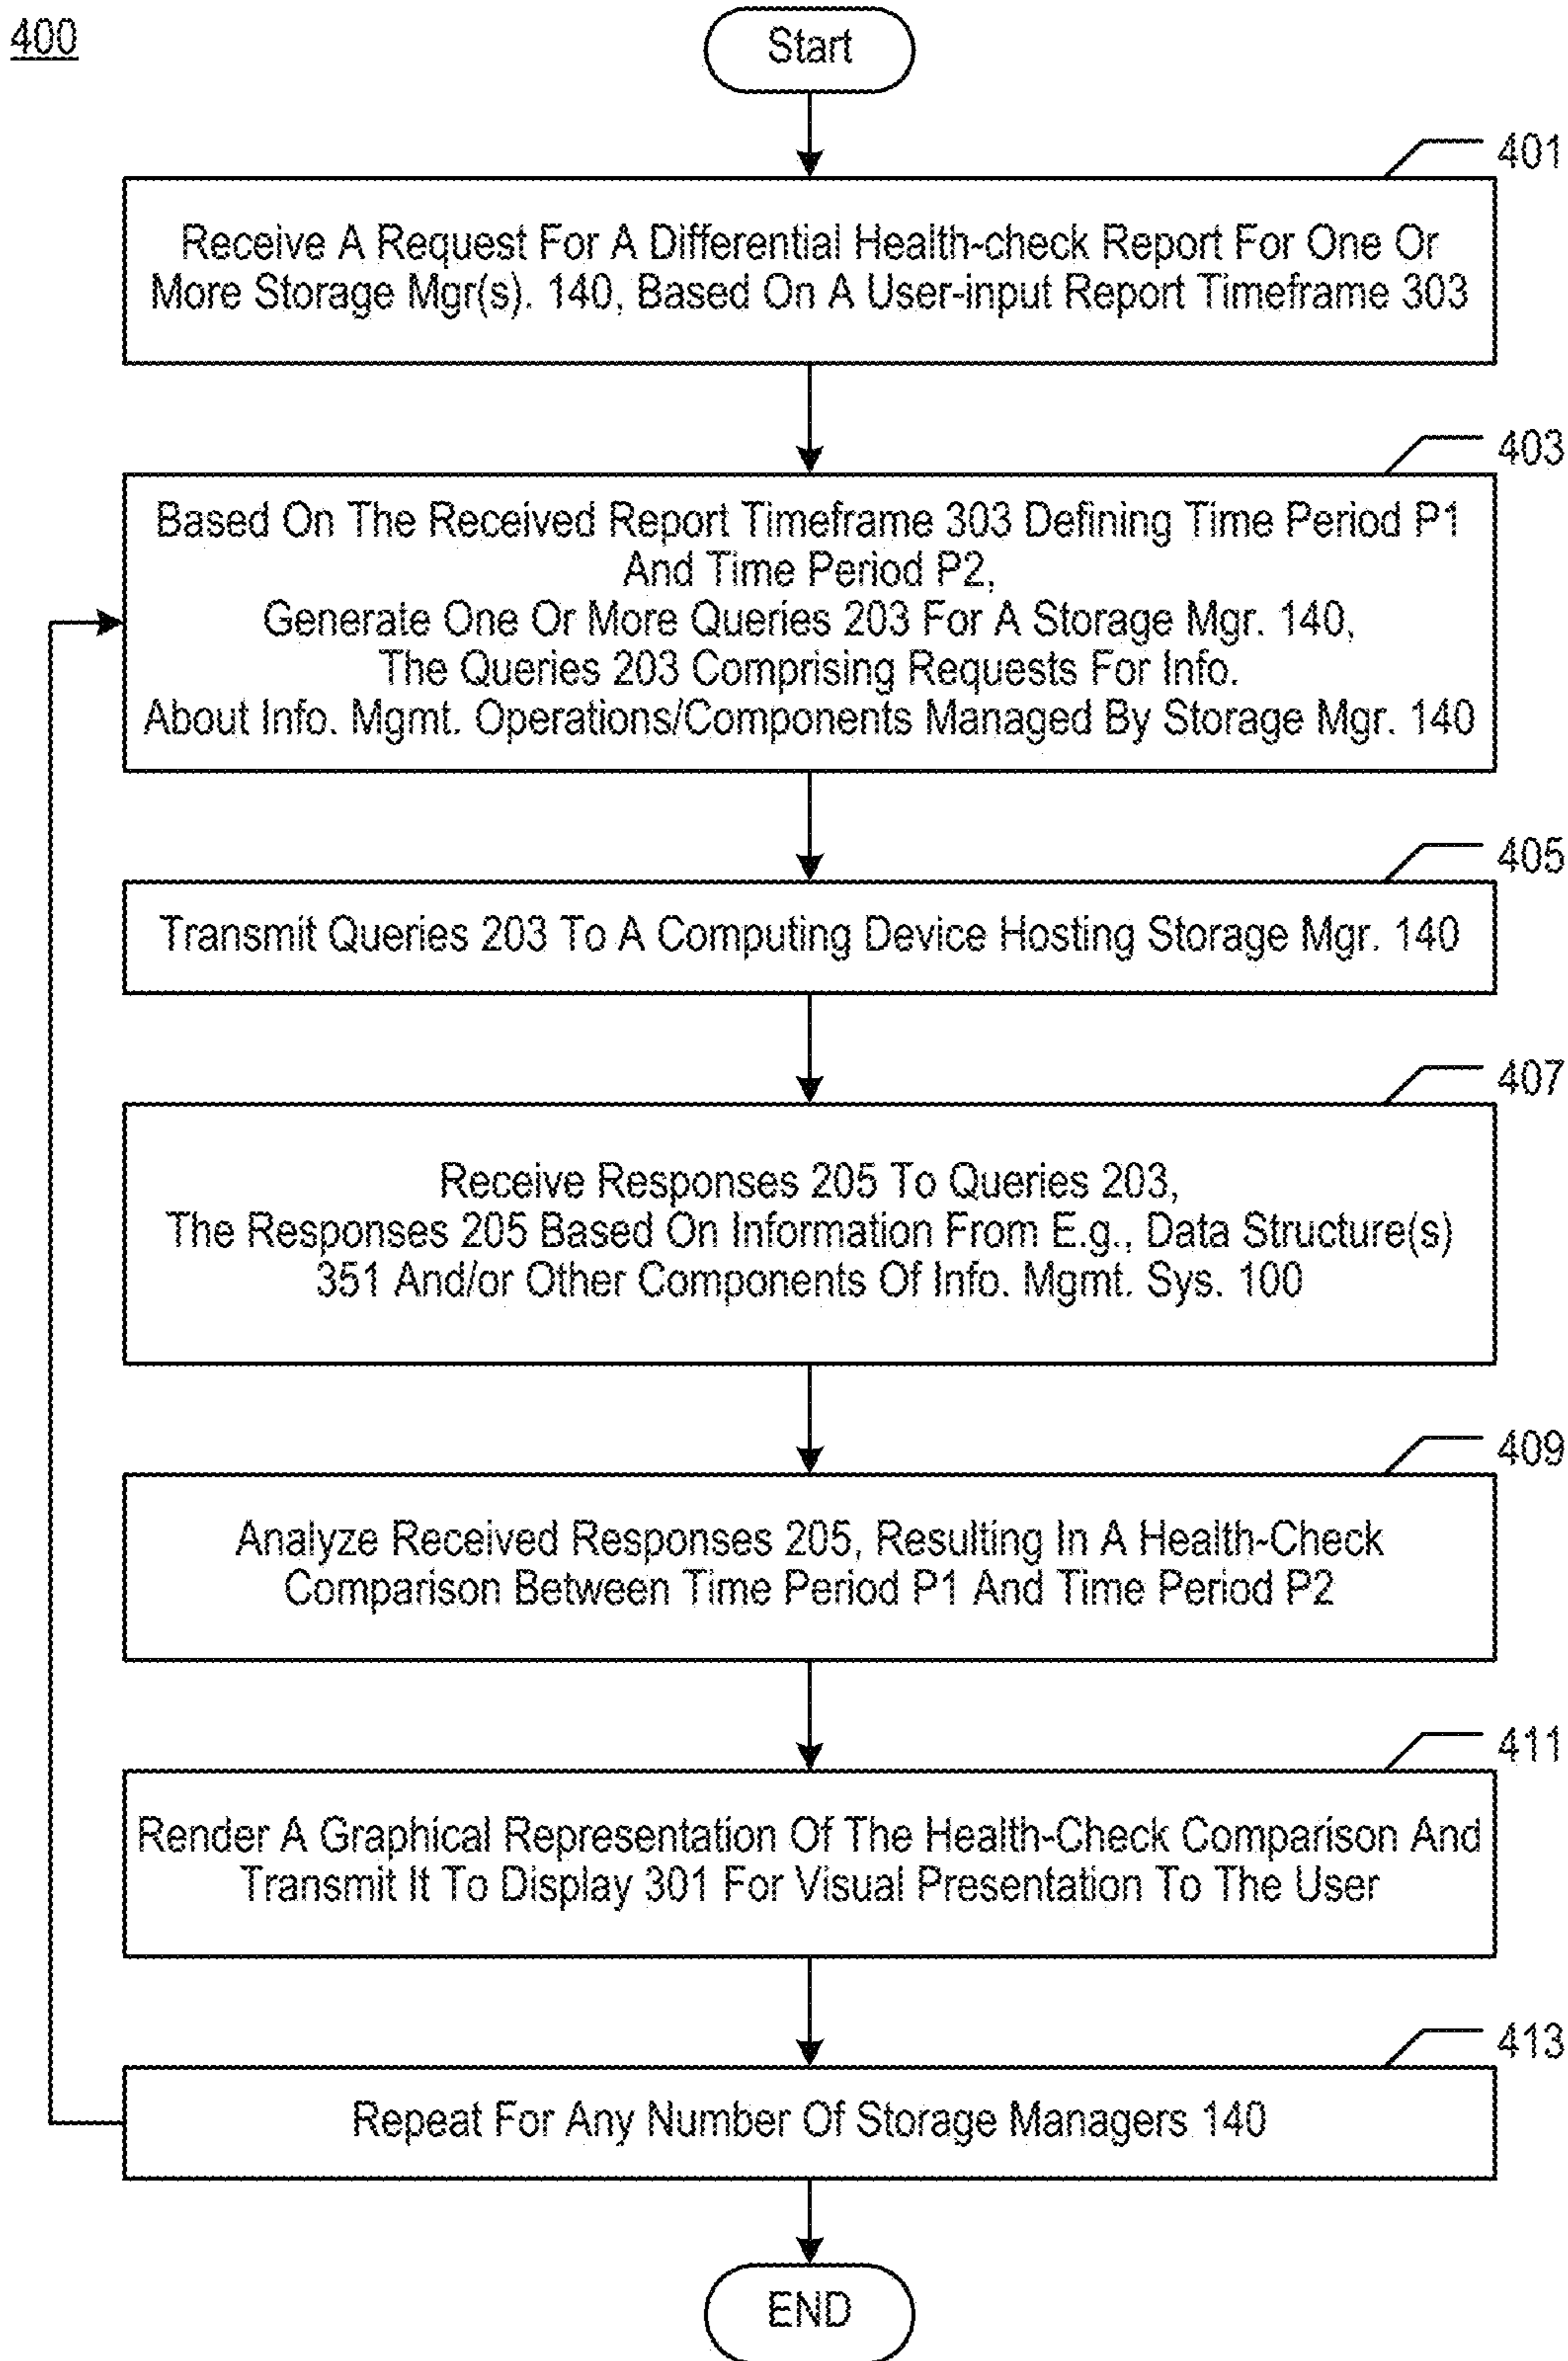 400
Start
401
Receive A Request For A Differential Health-check Report For One Or
More Storage Mgr(s). 140, Based On A User-input Report Timeframe 303
403
Based On The Received Report Timeframe 303 Defining Time Period P1
And Time Period P2,
Generate One Or More Queries 203 For A Storage Mgr. 140,
The Queries 203 Comprising Requests For Info.
About Info. Mgmt. Operations/Components Managed By Storage Mgr. 140
405
Transmit Queries 203 To A Computing Device Hosting Storage Mgr. 140
407
Receive Responses 205 To Queries 203,
The Responses 205 Based On Information From E.g., Data Structure(s)
351 And/or Other Components Of Info. Mgmt. Sys. 100
409
Analyze Received Responses 205, Resulting In A Health-Check
Comparison Between Time Period P1 And Time Period P2
411
Render A Graphical Representation Of The Health-Check Comparison And
Transmit It To Display 301 For Visual Presentation To The User
413
Repeat For Any Number Of Storage Managers 140
END